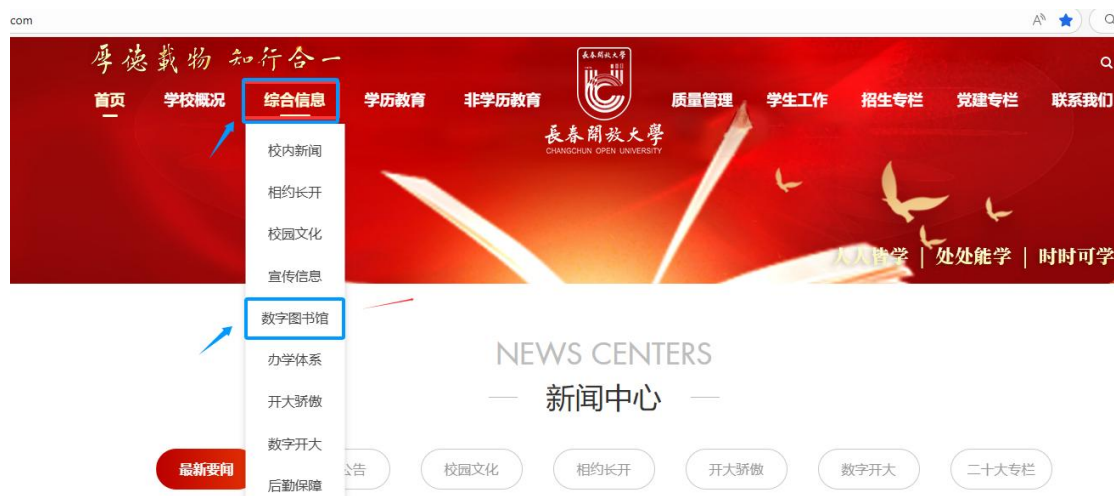 com
厚德載物 知行合一
長春開放大學
首页 学校概况 综合信息 学历教育 非学历教育 质量管理 学生工作 招生专栏 党建专栏 联系我们
長春開放大學
CHANGCHUN OPEN UNIVERSITY
校内新闻
相约长开
校园文化
宣传信息
人人皆学 | 处处能学 | 时时可学
数字图书馆
办学体系
开大骄傲
数字开大
后勤保障
NEWS CENTERS
新闻中心
最新要闻 公告 校园文化 相约长开 开大骄傲 数字开大 二十大专栏